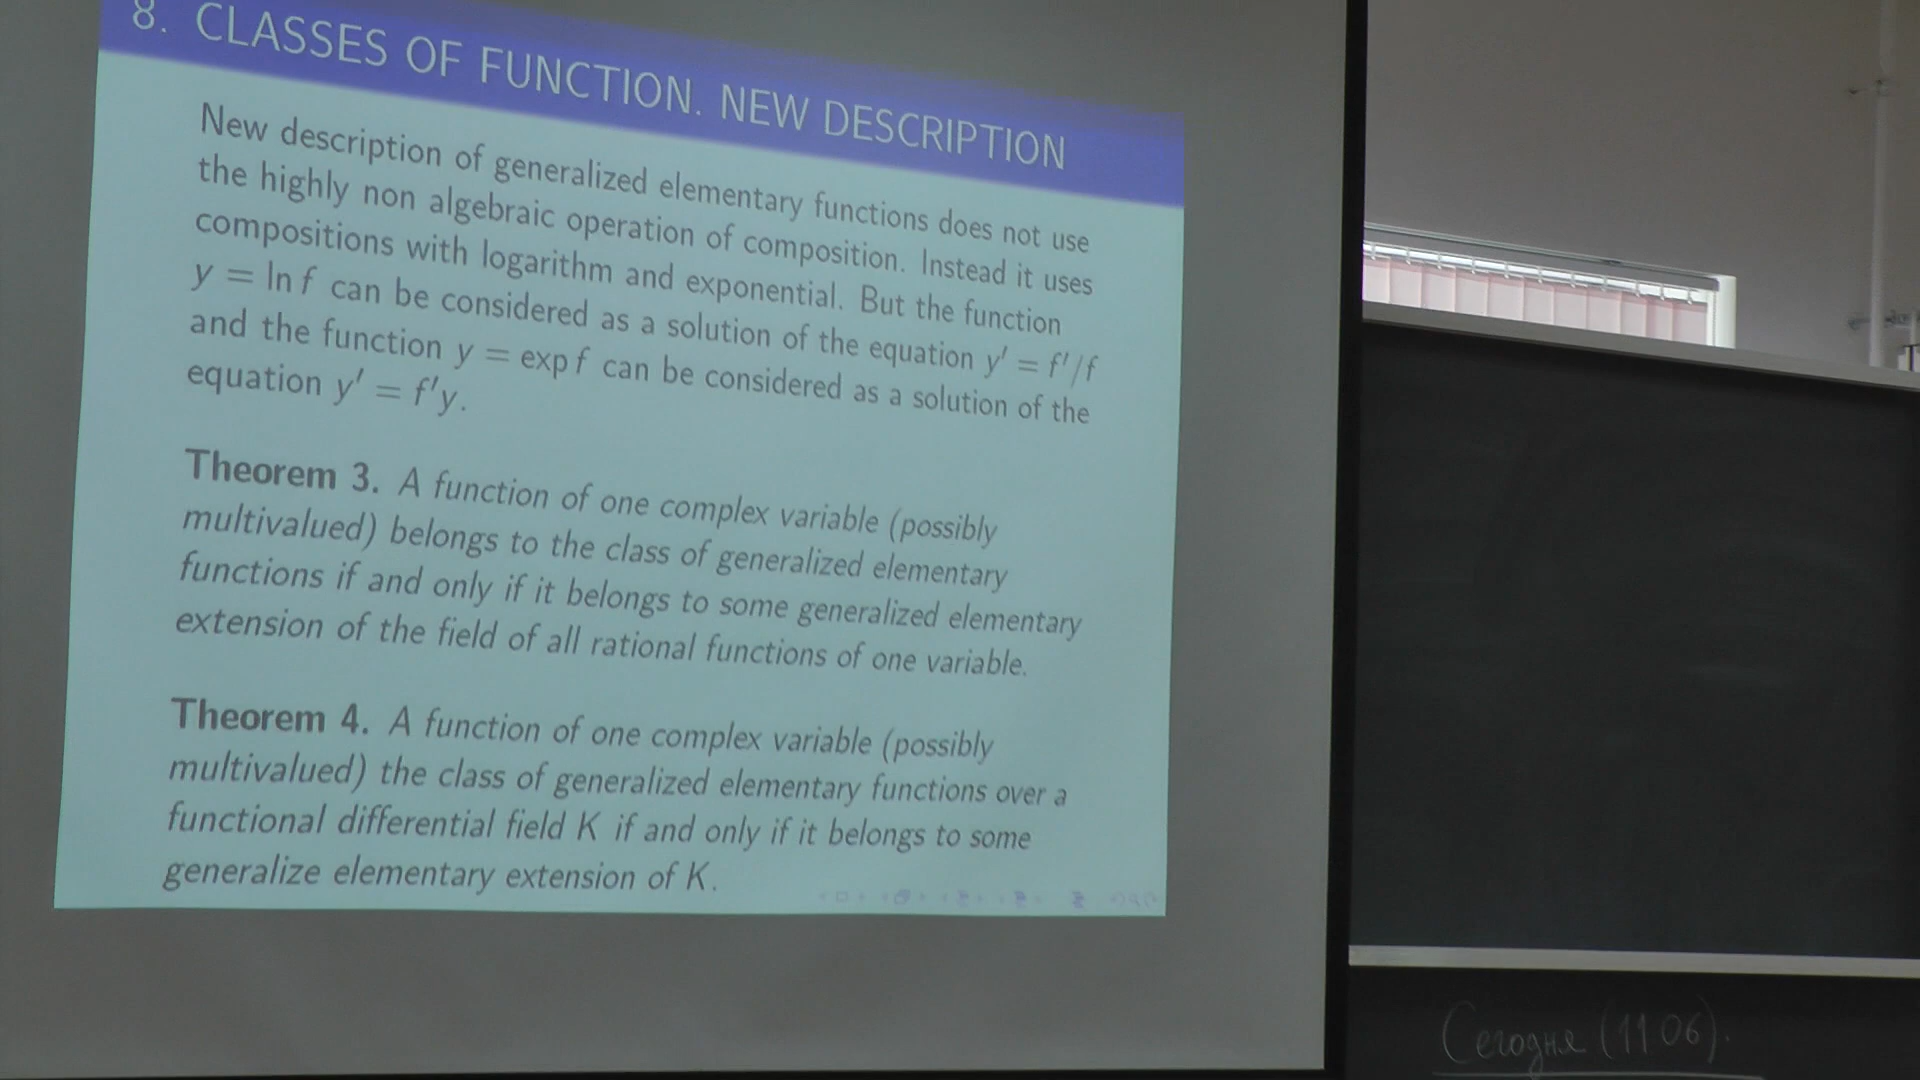 8. CLASSES OF FUNCTION. NEW DESCRIPTION
New description of generalized elementary functions does not use
the highly non algebraic operation of composition. Instead it uses
compositions with logarithm and exponential. But the function
y = ln f can be considered as a solution of the equation y′ = f′/f
and the function y = exp f can be considered as a solution of the
equation y′ = f′y.
Theorem 3. A function of one complex variable (possibly
multivalued) belongs to the class of generalized elementary
functions if and only if it belongs to some generalized elementary
extension of the field of all rational functions of one variable.
Theorem 4. A function of one complex variable (possibly
multivalued) the class of generalized elementary functions over a
functional differential field K if and only if it belongs to some
generalize elementary extension of K.
Сегодня (11 06).